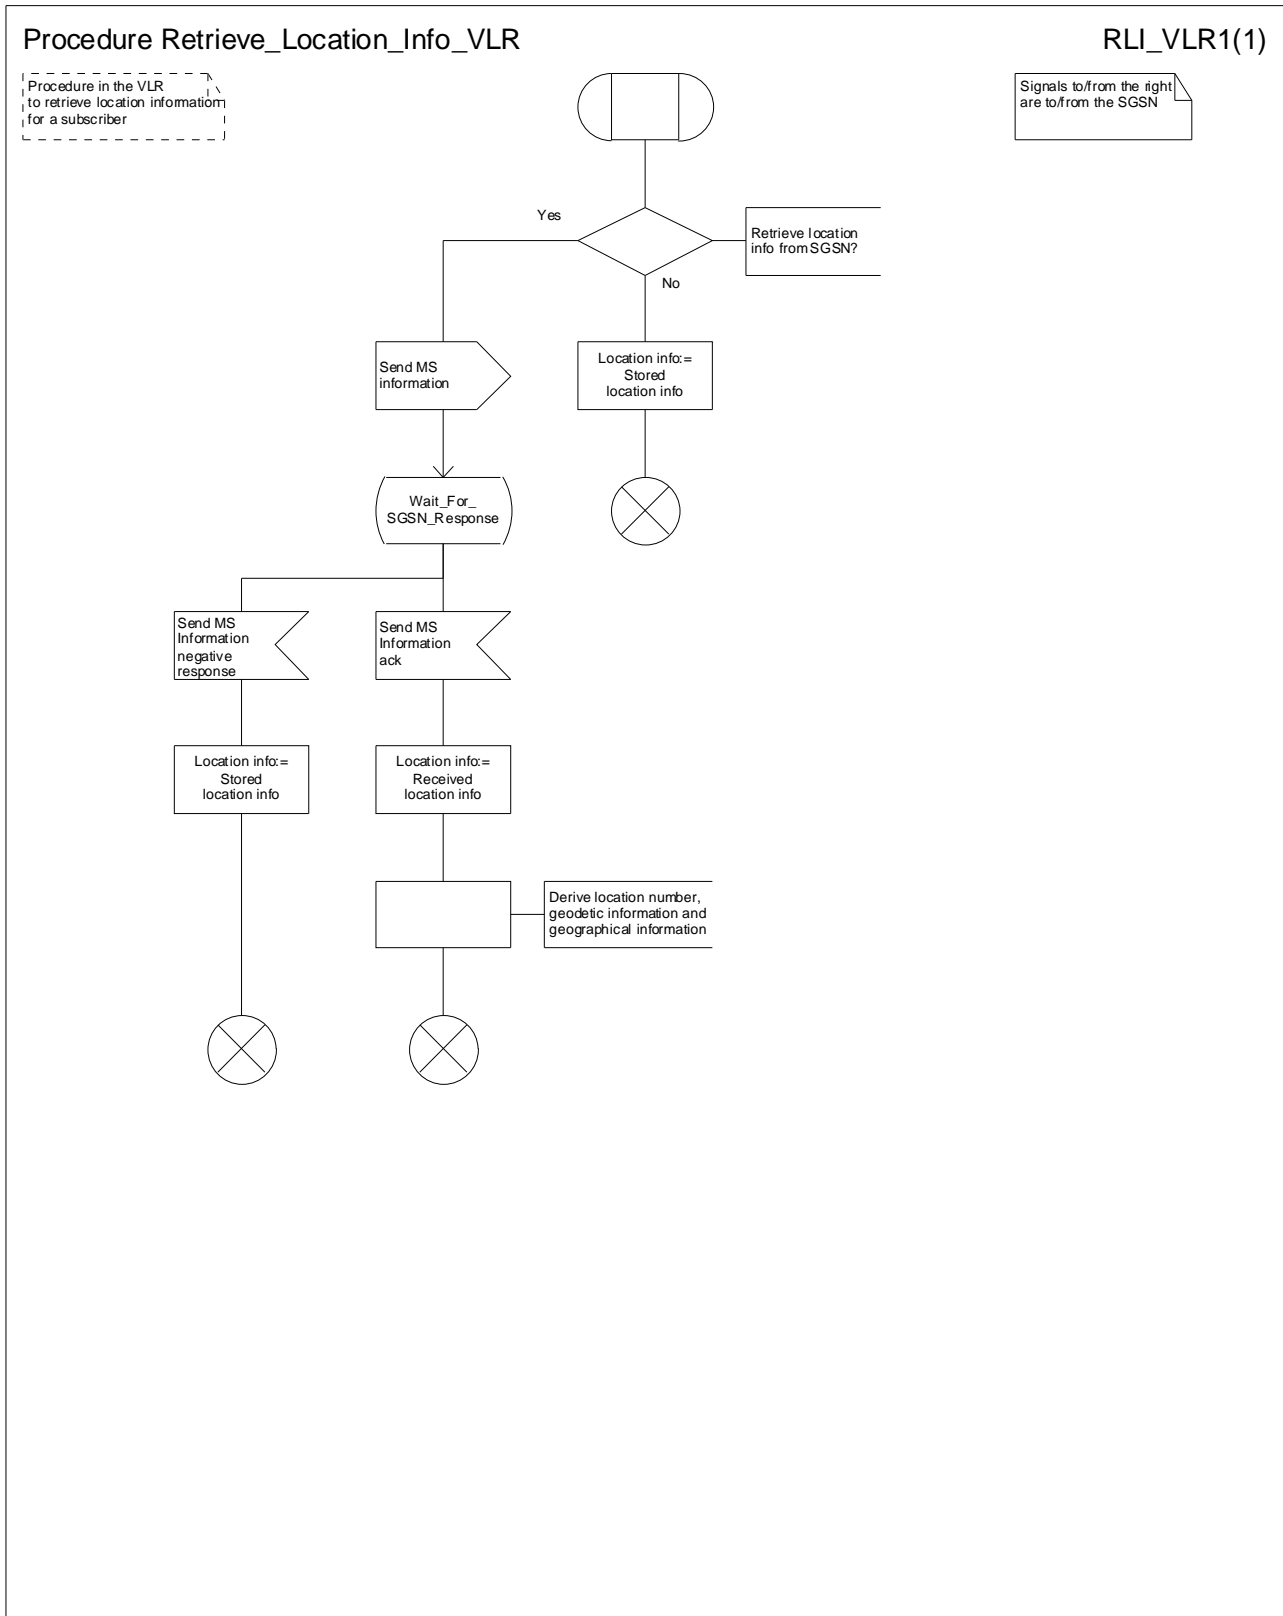 Procedure Retrieve_Location_Info_VLR
RLI_VLR1(1)
Procedure in the VLR
to retrieve location information
for a subscriber
Signals to/from the right
are to/from the SGSN
Yes
Retrieve location
info from SGSN?
No
Send MS
information
Location info:=
Stored
location info
Wait_For_
SGSN_Response
Send MS
Information
negative
response
Send MS
Information
ack
Location info:=
Stored
location info
Location info:=
Received
location info
Derive location number,
geodetic information and
geographical information